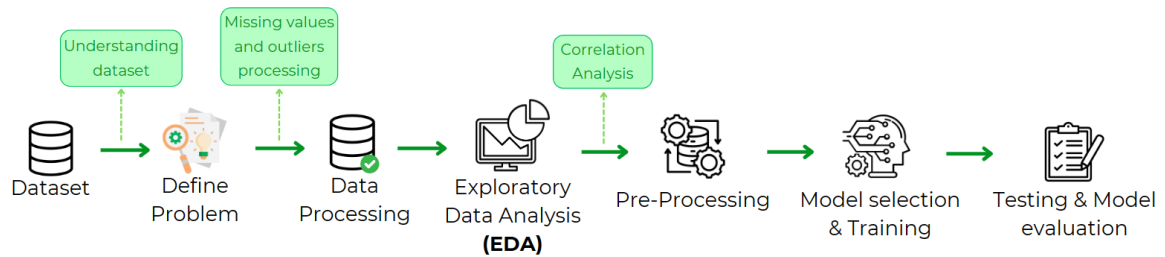 Understanding
dataset
Missing values
and outliers
processing
Correlation
Analysis
Dataset
Define
Problem
Data
Processing
Exploratory
Data Analysis
(EDA)
Pre-Processing
Model selection
& Training
Testing & Model
evaluation